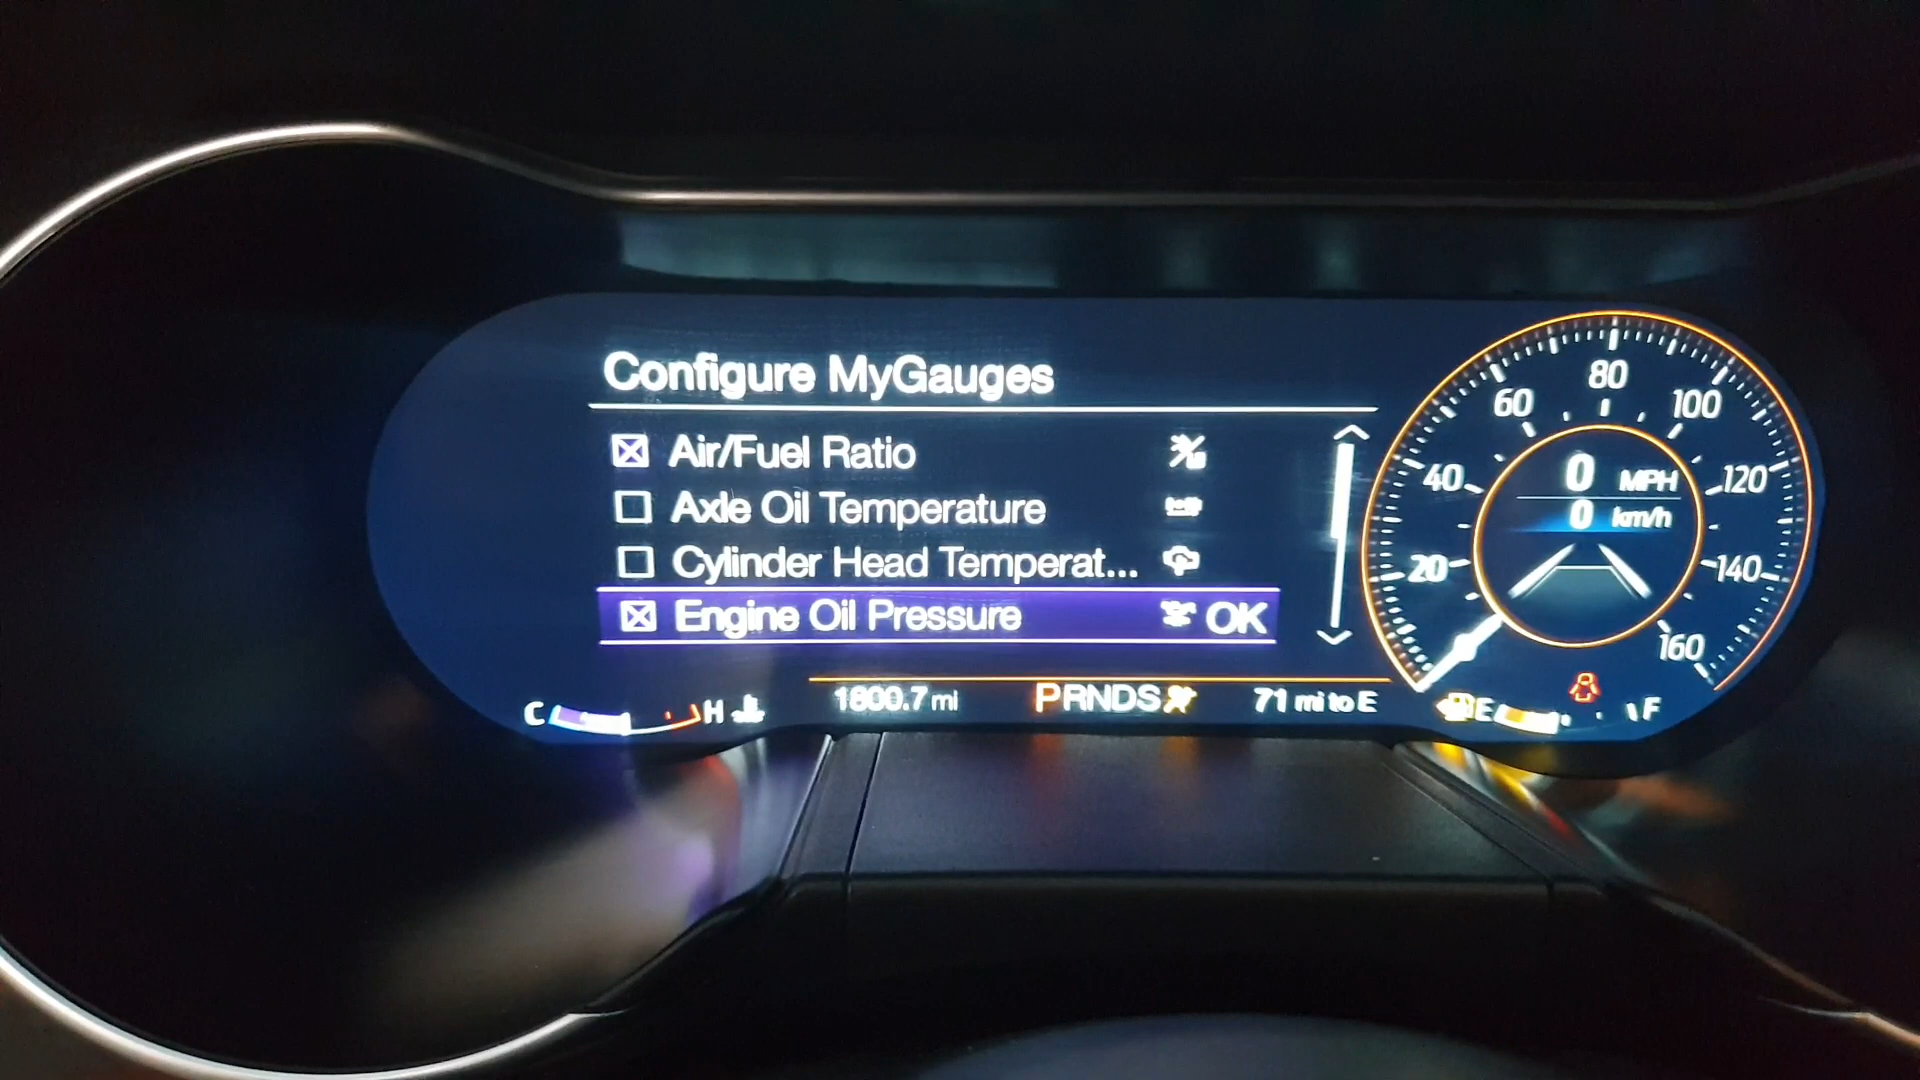 Configure MyGauges
Air/Fuel Ratio
Axle Oil Temperature
Cylinder Head Temperat...
Engine Oil Pressure OK
1800.7 mi
PRNDS
71 mi to E
C H
E F
20
40
60
80
100
120
140
160
0 MPH
0 km/h